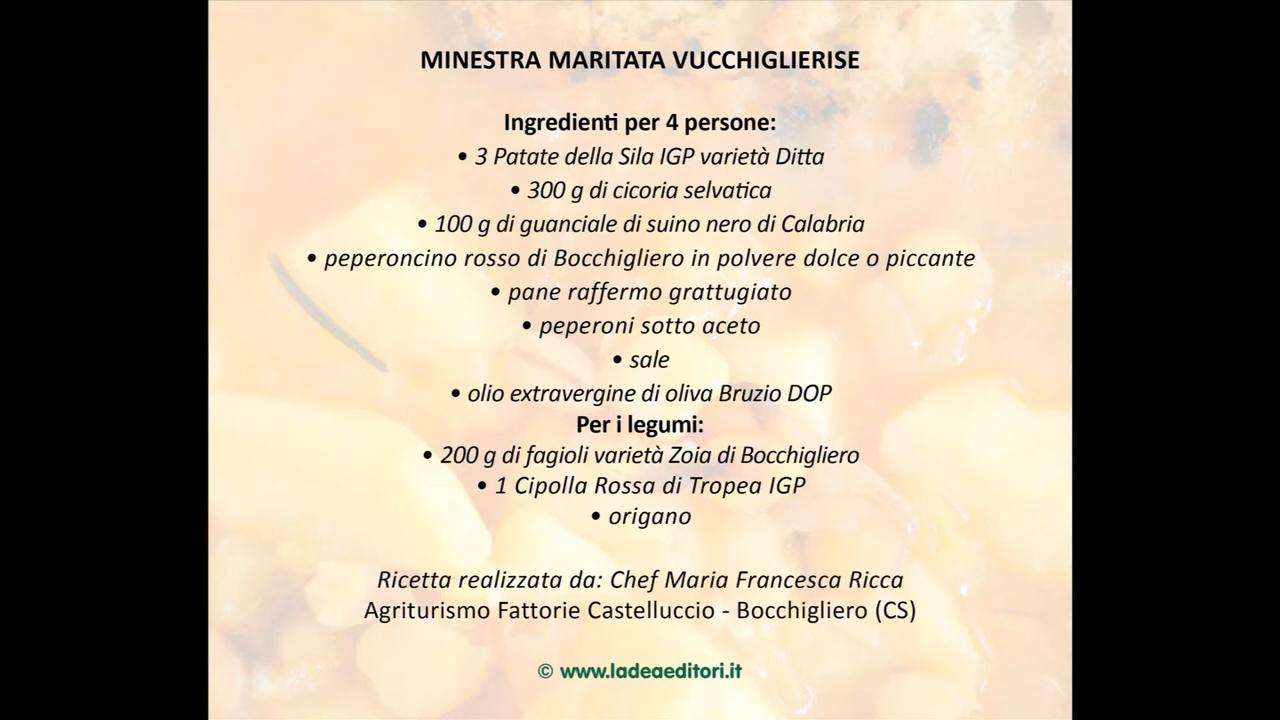 MINESTRA MARITATA VUCCHIGLIERISE
Ingredienti per 4 persone:
• 3 Patate della Sila IGP varietà Ditta
• 300 g di cicoria selvatica
• 100 g di guanciale di suino nero di Calabria
• peperoncino rosso di Bocchigliero in polvere dolce o piccante
• pane raffermo grattugiato
• peperoni sotto aceto
• sale
• olio extravergine di oliva Bruzio DOP
Per i legumi:
• 200 g di fagioli varietà Zoia di Bocchigliero
• 1 Cipolla Rossa di Tropea IGP
• origano
Ricetta realizzata da: Chef Maria Francesca Ricca
Agriturismo Fattorie Castelluccio - Bocchigliero (CS)
© www.ladeaeditori.it